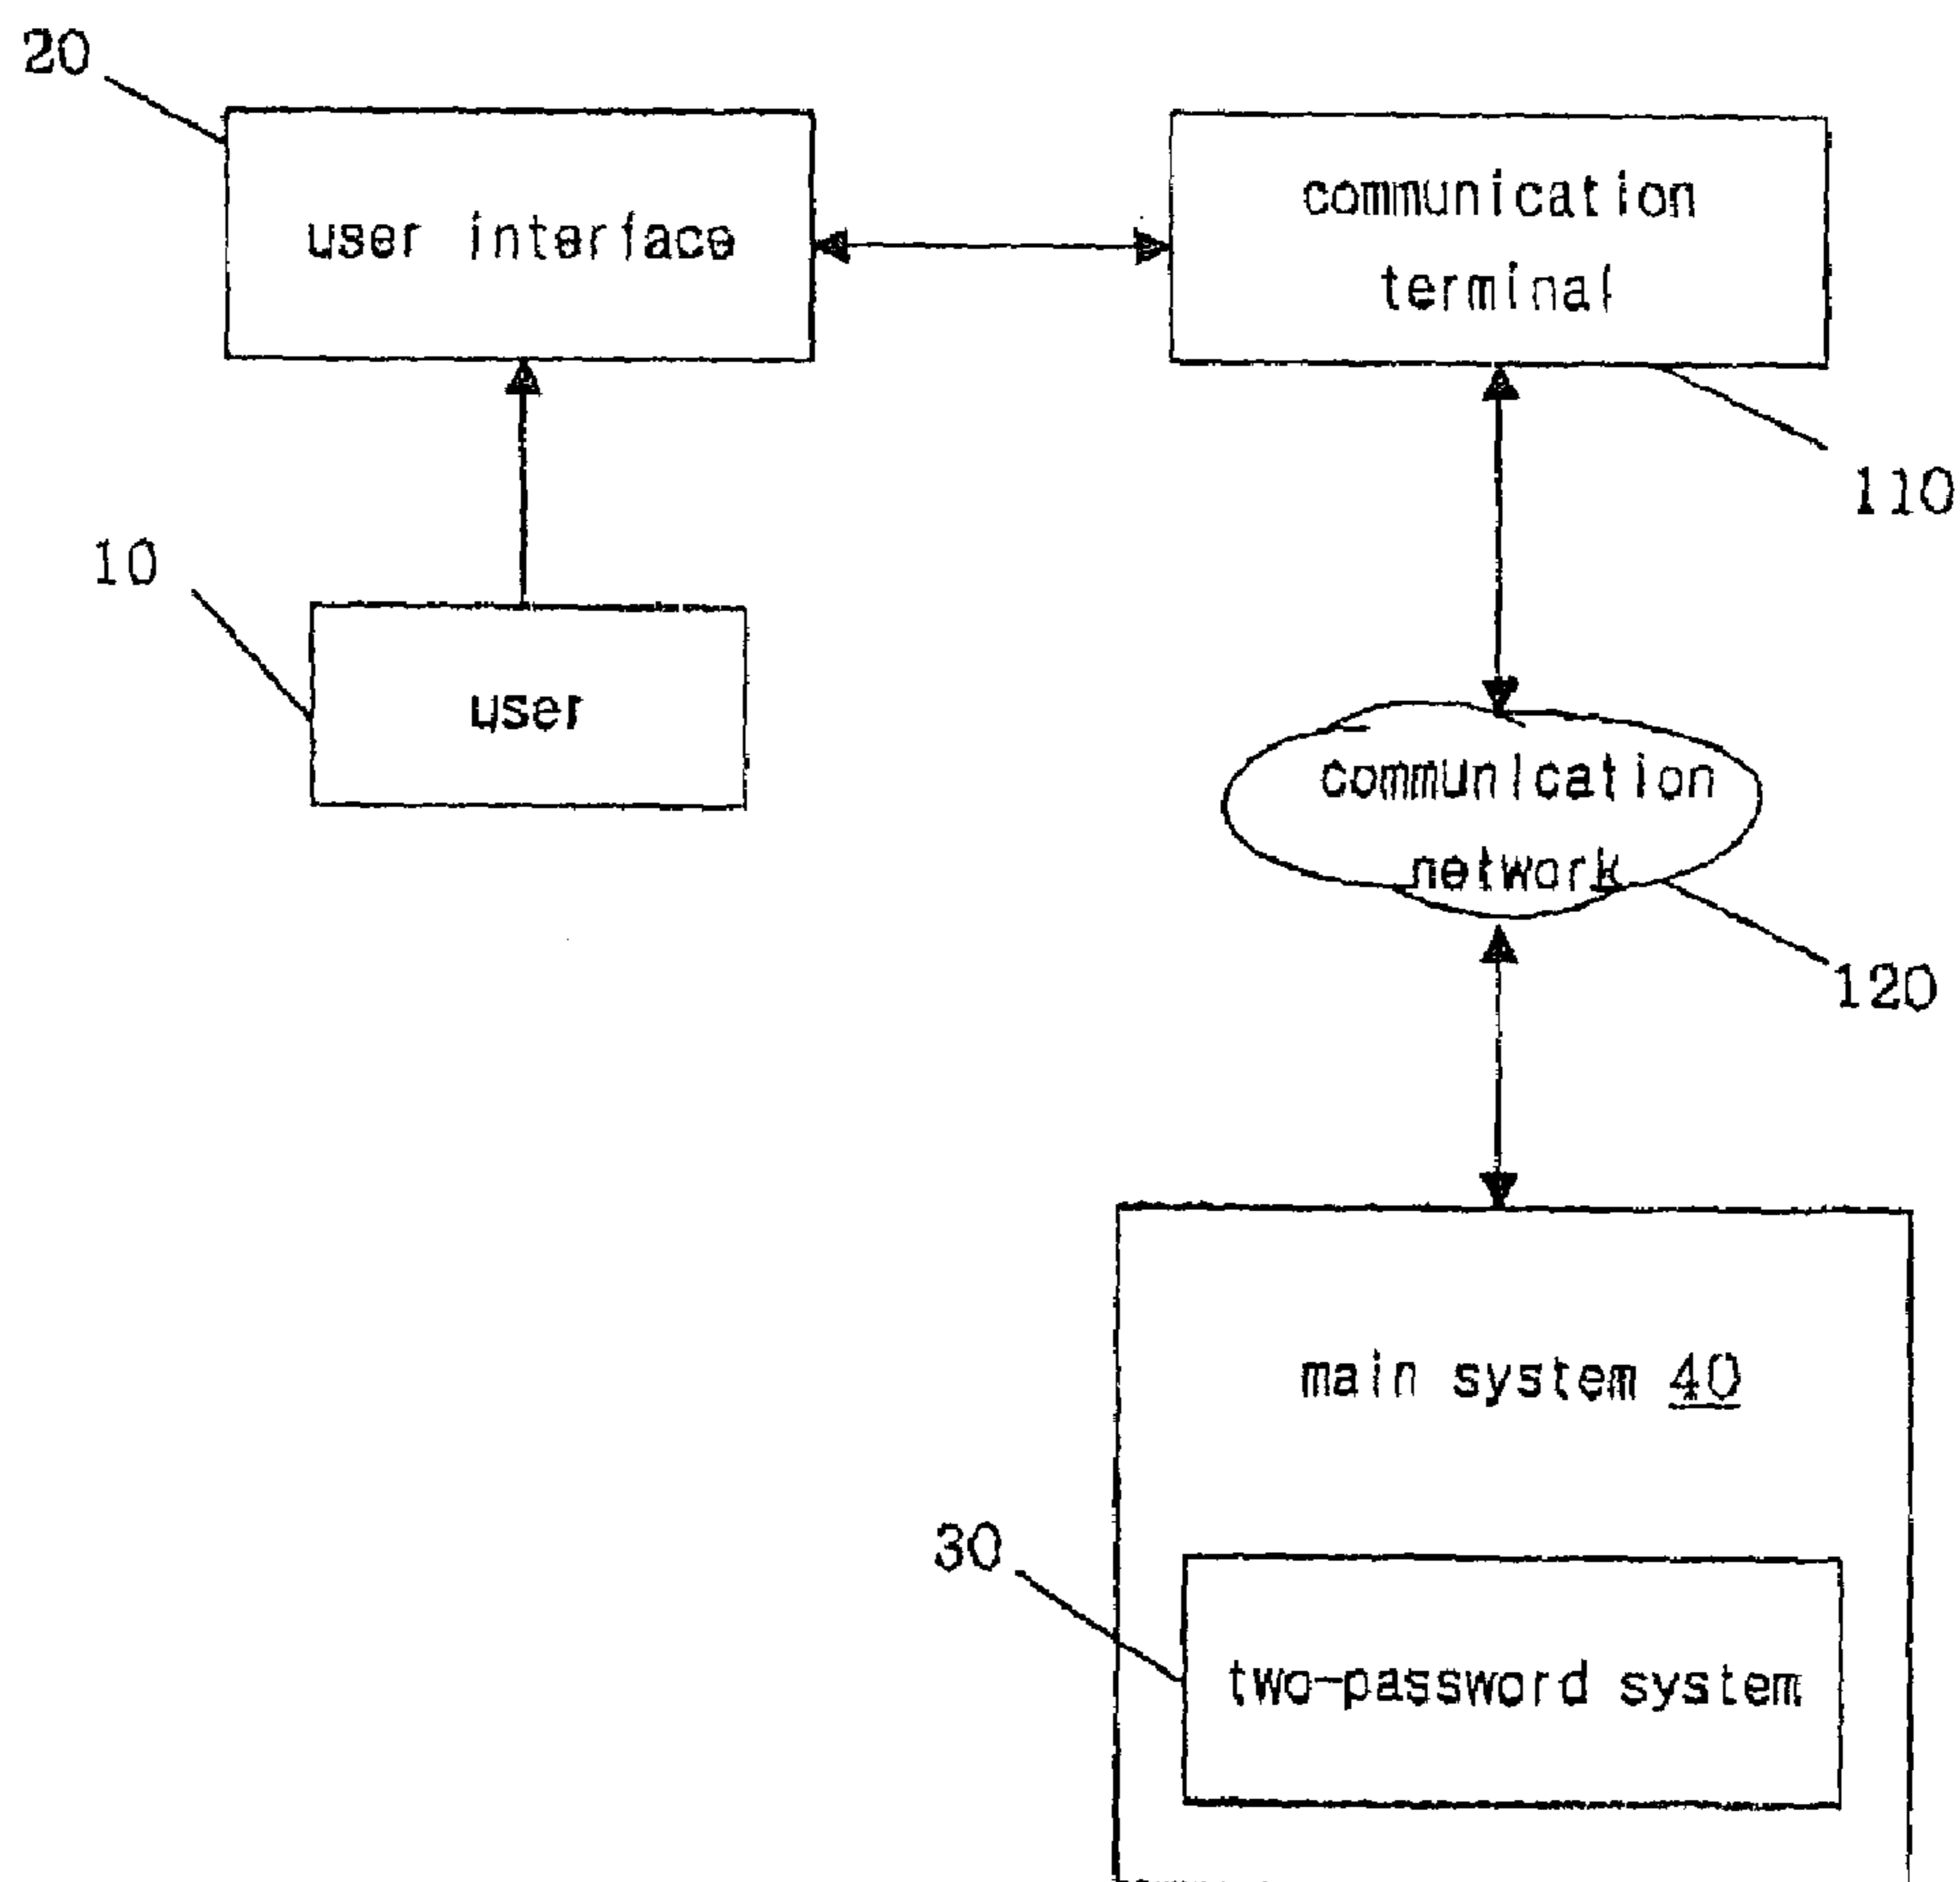 20
user interface
communication
terminal
110
10
user
communication
network
120
main system 40
30
two-password system